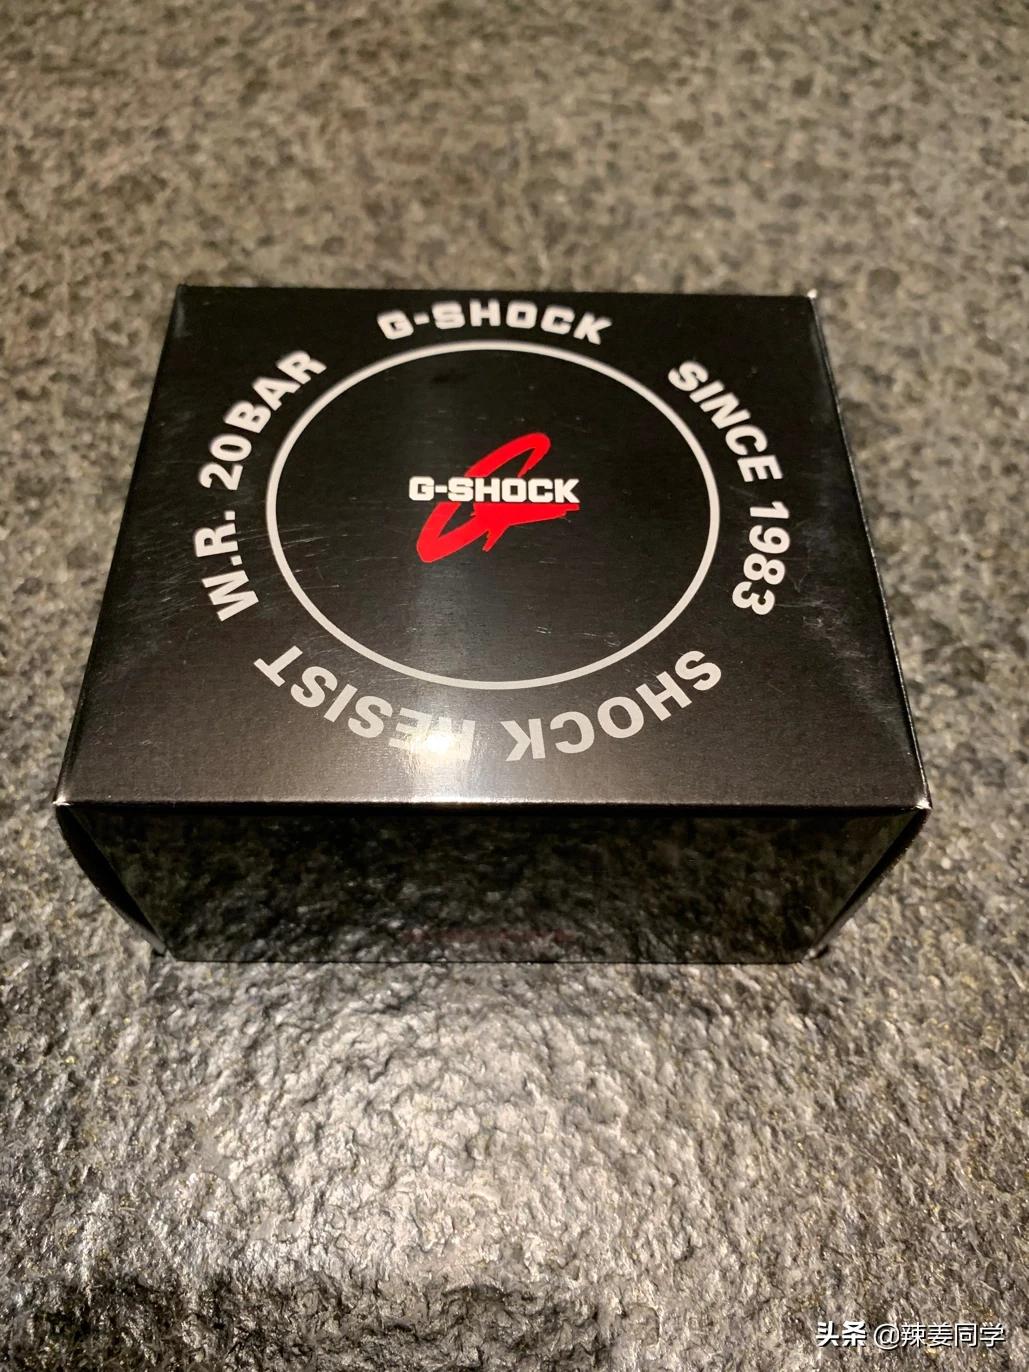 G-SHOCK
SINCE 1983
SHOCK RESIST
W.R. 20BAR
G-SHOCK
头条 @辣姜同学